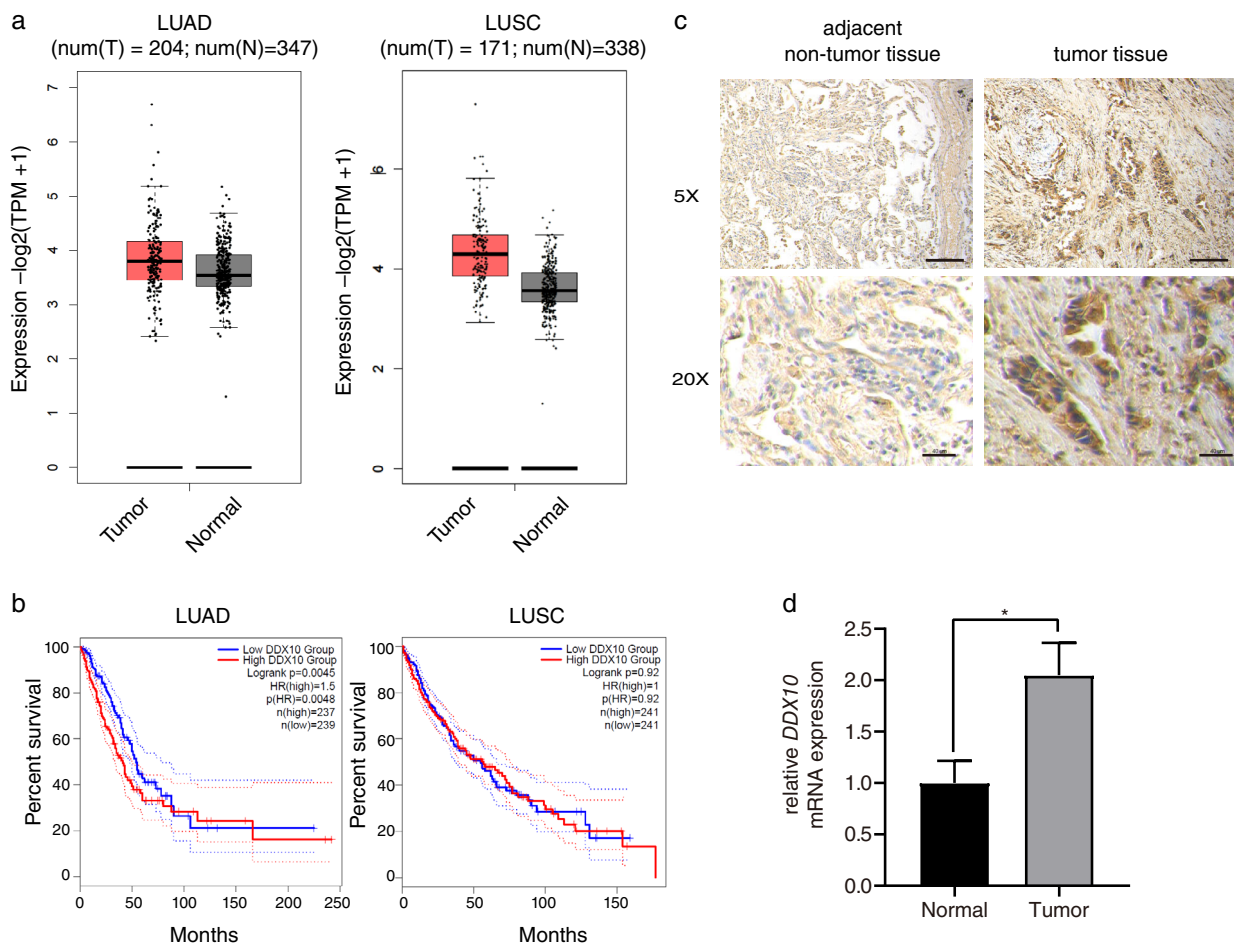 a
LUAD
(num(T) = 204; num(N)=347)
Expression –log2(TPM +1)
7
6
5
4
3
2
1
0
Tumor
Normal
LUSC
(num(T) = 171; num(N)=338)
Expression –log2(TPM +1)
6
4
2
0
Tumor
Normal
c
adjacent
non-tumor tissue
tumor tissue
5X
20X
40um
40um
b
LUAD
Percent survival
100
80
60
40
20
0
Low DDX10 Group
High DDX10 Group
Logrank p=0.0045
HR(high)=1.5
p(HR)=0.0048
n(high)=237
n(low)=239
0 50 100 150 200 250
Months
LUSC
Percent survival
100
80
60
40
20
0
Low DDX10 Group
High DDX10 Group
Logrank p=0.92
HR(high)=1
p(HR)=0.92
n(high)=241
n(low)=241
0 50 100 150
Months
d
relative DDX10
mRNA expression
2.5
2.0
1.5
1.0
0.5
0.0
*
Normal
Tumor